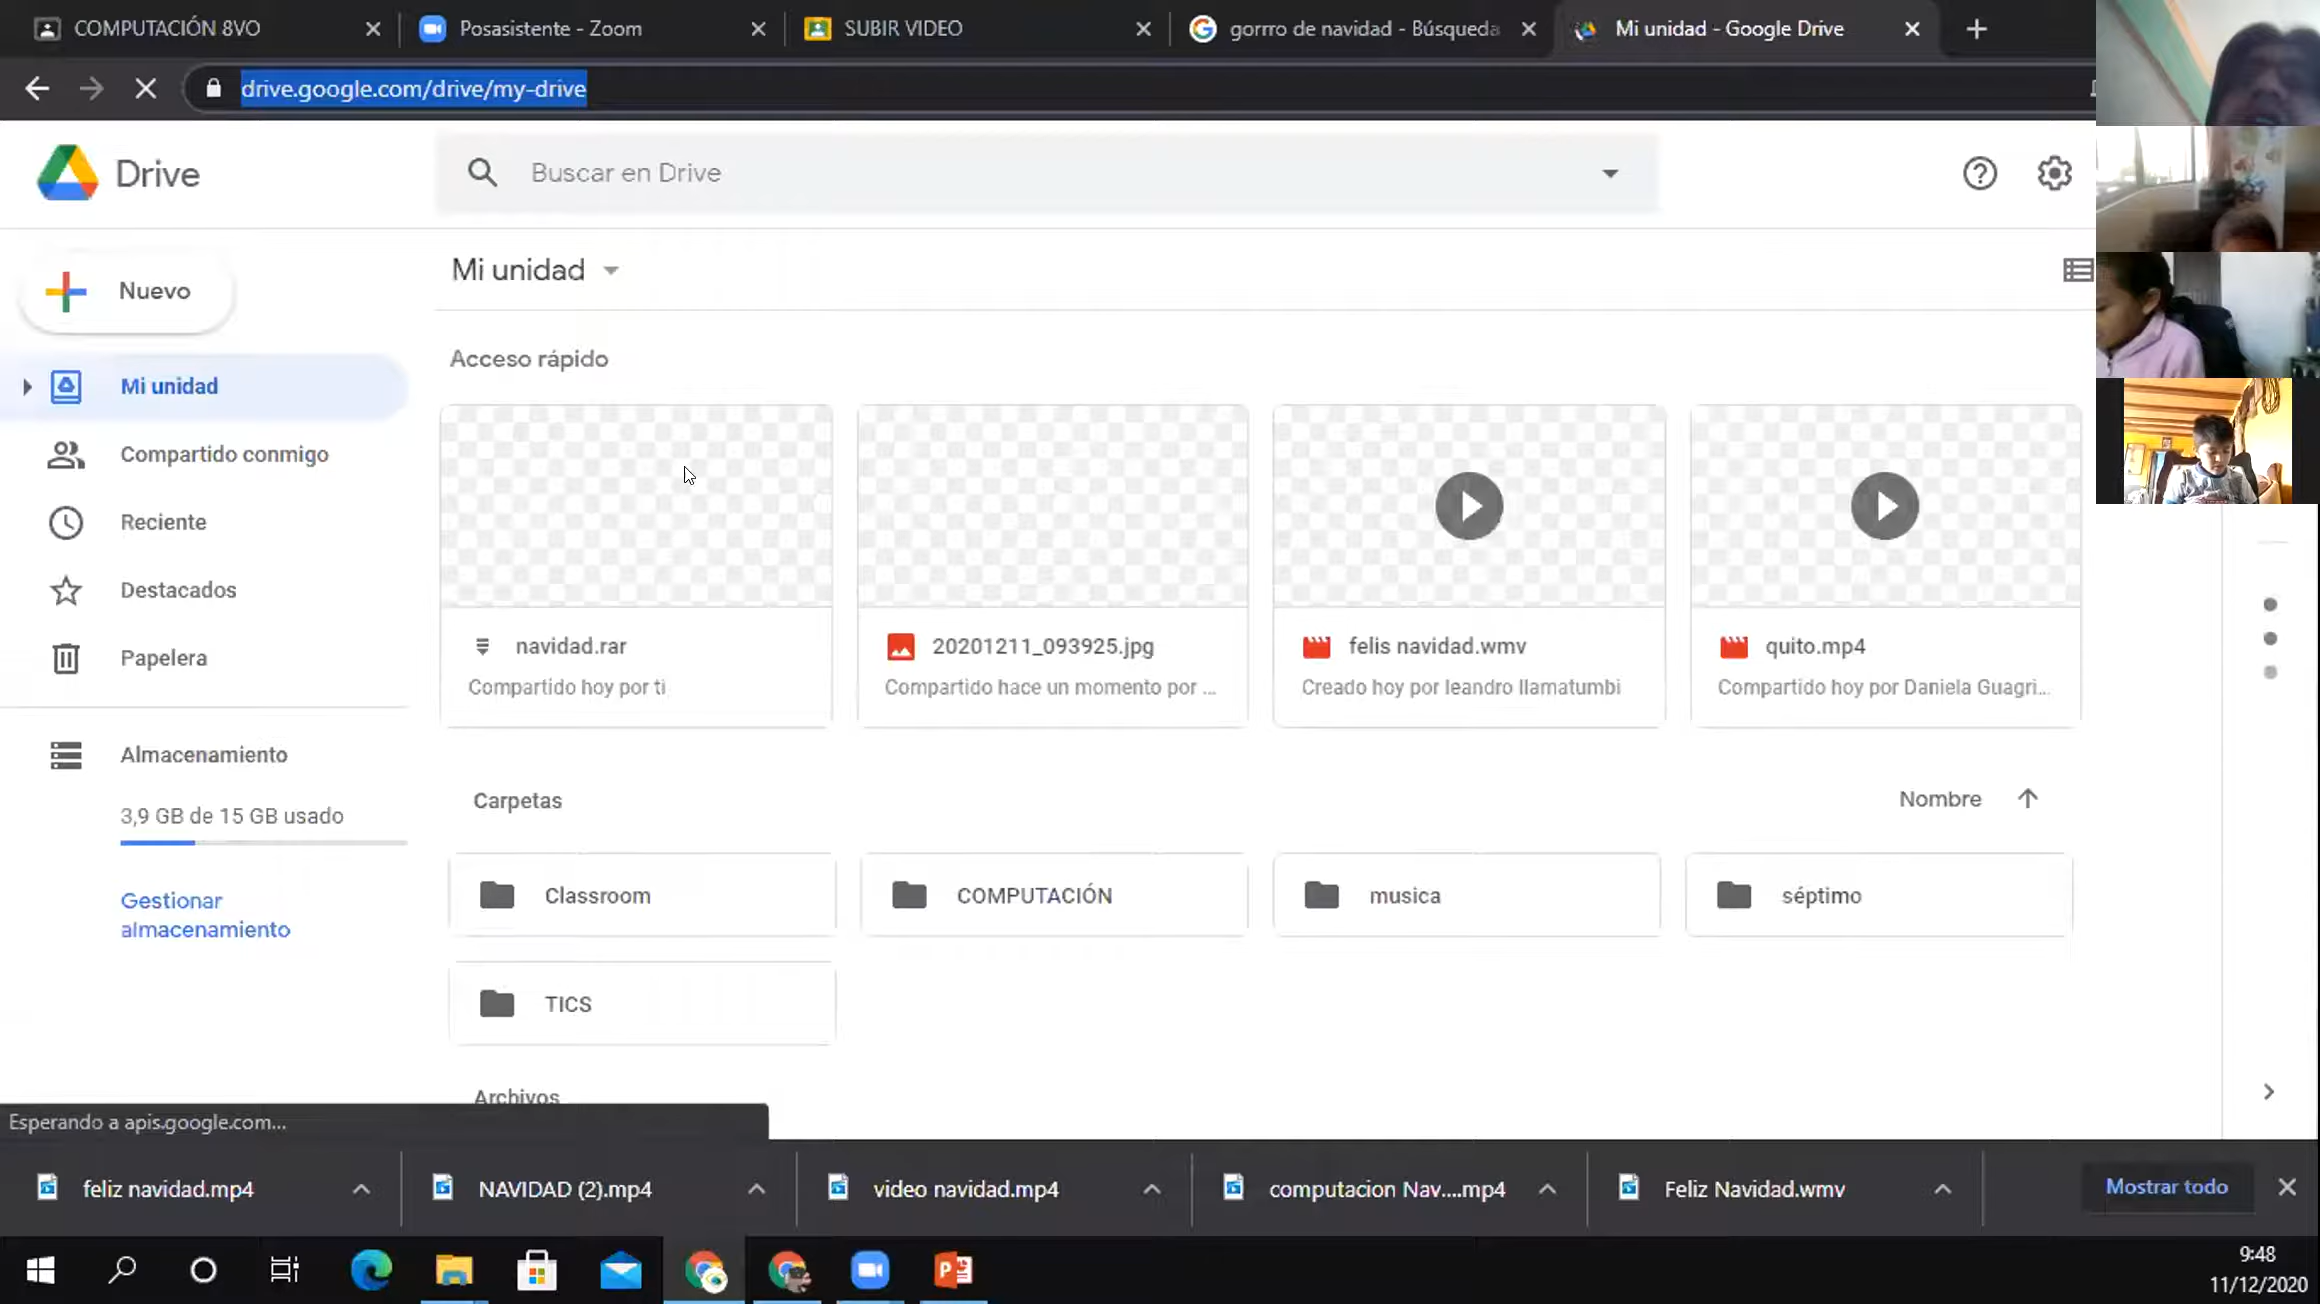 COMPUTACIÓN 8VO
Posasistente - Zoom
SUBIR VIDEO
gorrro de navidad - Búsqueda
Mi unidad - Google Drive
drive.google.com/drive/my-drive
Drive
Buscar en Drive
Nuevo
Mi unidad
Compartido conmigo
Reciente
Destacados
Papelera
Almacenamiento
3,9 GB de 15 GB usado
Gestionar
almacenamiento
Mi unidad
Acceso rápido
navidad.rar
Compartido hoy por ti
20201211_093925.jpg
Compartido hace un momento por ...
felis navidad.wmv
Creado hoy por leandro llamatumbi
quito.mp4
Compartido hoy por Daniela Guagri...
Carpetas
Nombre
Classroom
COMPUTACIÓN
musica
séptimo
TICS
Archivos
Esperando a apis.google.com...
feliz navidad.mp4
NAVIDAD (2).mp4
video navidad.mp4
computacion Nav....mp4
Feliz Navidad.wmv
Mostrar todo
9:48
11/12/2020